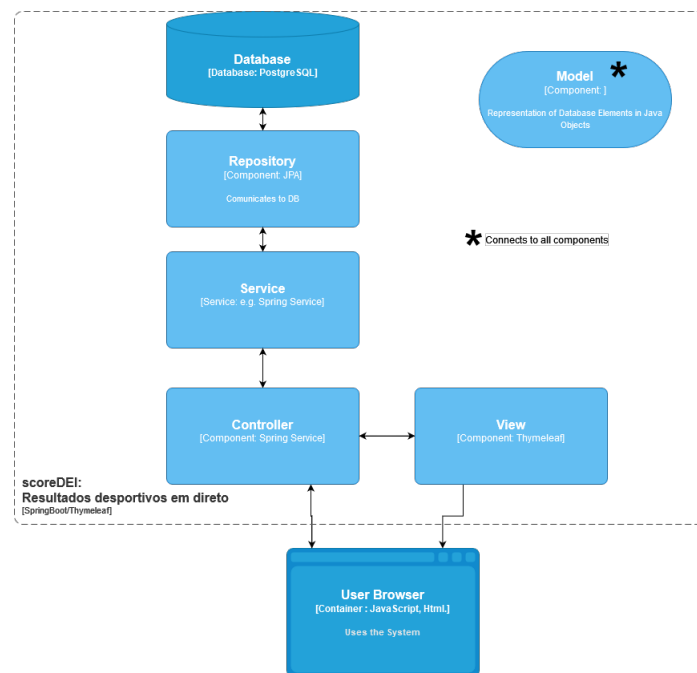 Database
[Database: PostgreSQL]
Model
[Component: ]
Representation of Database Elements in Java
Objects
*
Repository
[Component: JPA]
Comunicates to DB
* Connects to all components
Service
[Service: e.g. Spring Service]
Controller
[Component: Spring Service]
View
[Component: Thymeleaf]
scoreDEI:
Resultados desportivos em direto
[SpringBoot/Thymeleaf]
User Browser
[Container : JavaScript, Html.]
Uses the System